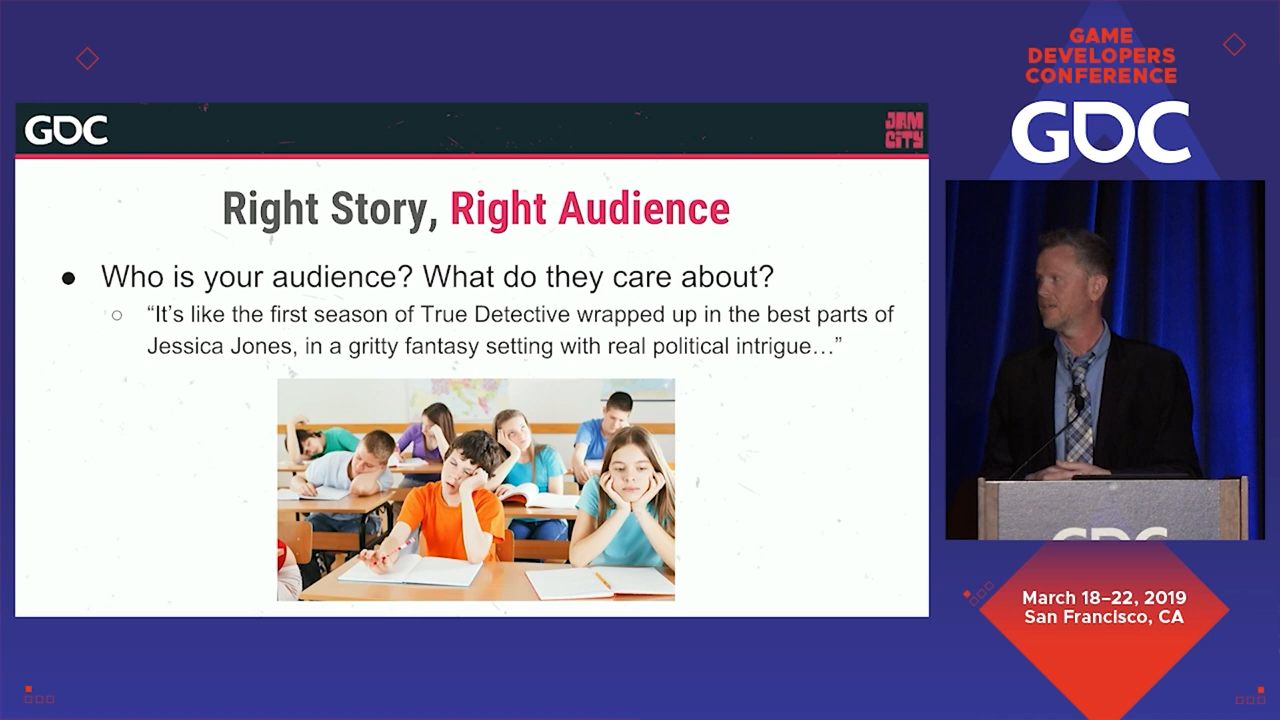 GAME
DEVELOPERS
CONFERENCE
GDC
GDC
JAM
CITY
Right Story, Right Audience
● Who is your audience? What do they care about?
○ “It’s like the first season of True Detective wrapped up in the best parts of
Jessica Jones, in a gritty fantasy setting with real political intrigue…”
GDC
March 18–22, 2019
San Francisco, CA